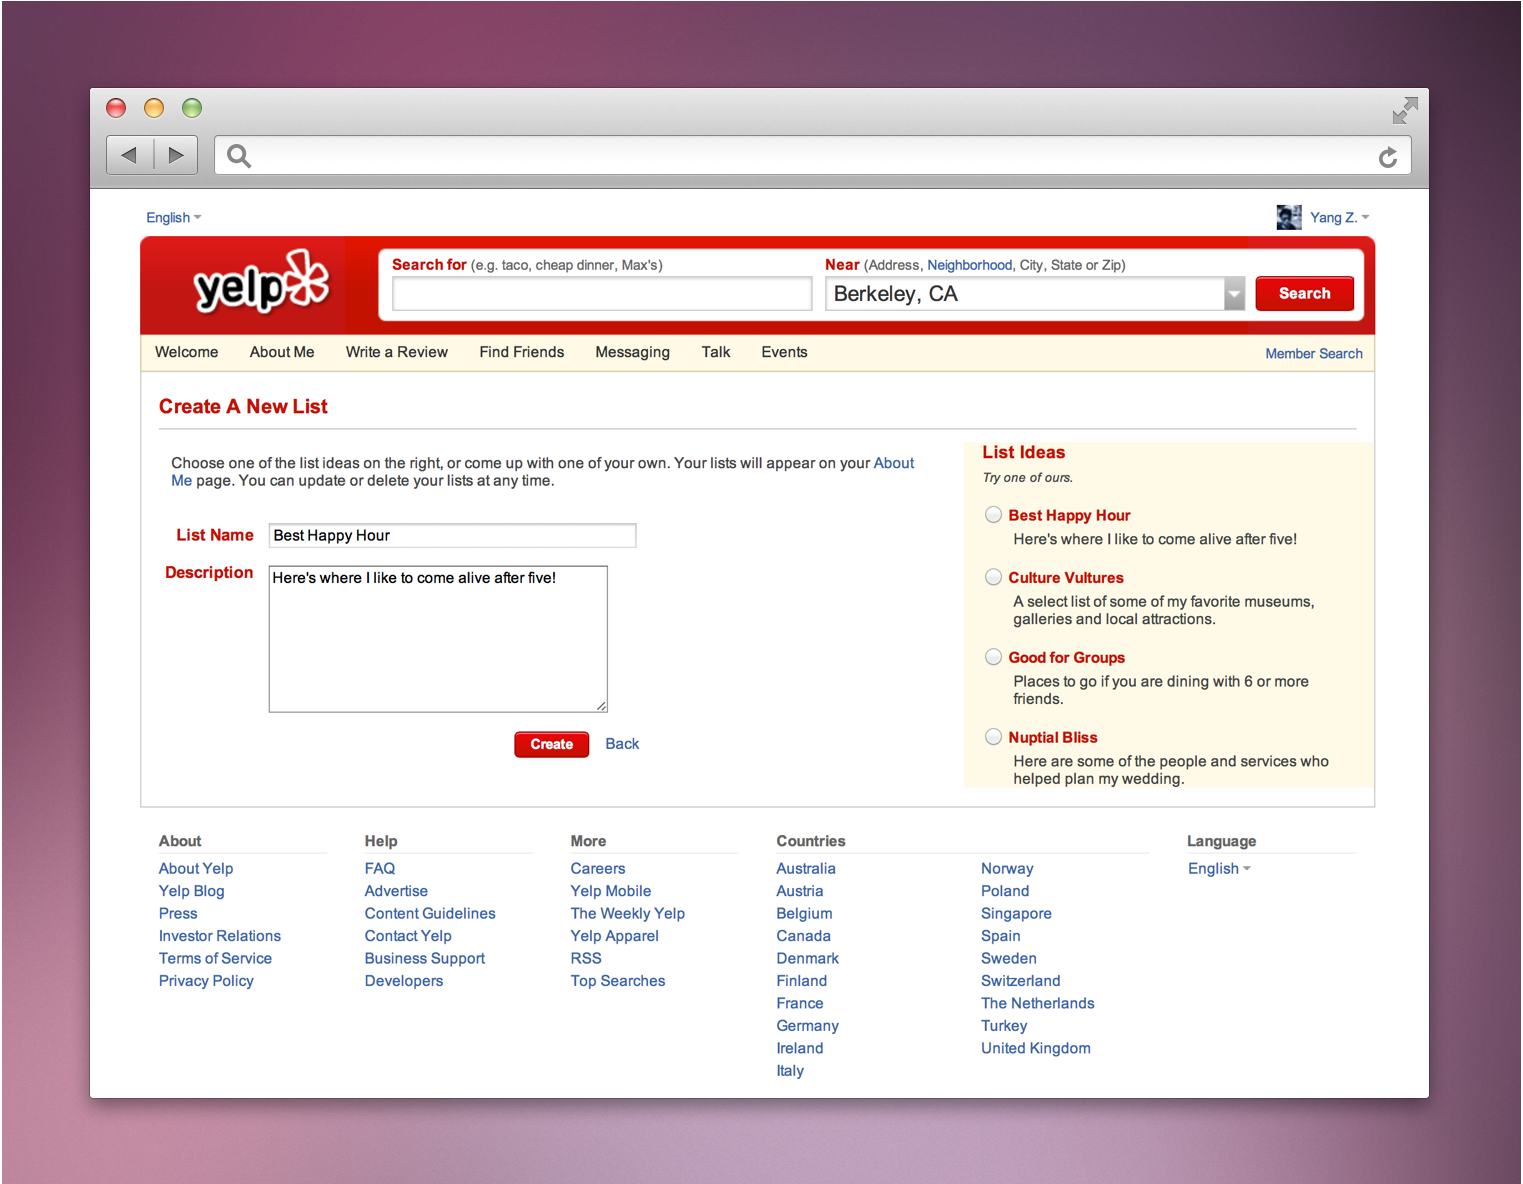 English
Yang Z.
yelp
Search for (e.g. taco, cheap dinner, Max's)
Near (Address, Neighborhood, City, State or Zip)
Berkeley, CA
Search
Welcome About Me Write a Review Find Friends Messaging Talk Events Member Search
Create A New List
Choose one of the list ideas on the right, or come up with one of your own. Your lists will appear on your About
Me page. You can update or delete your lists at any time.
List Name Best Happy Hour
Description Here's where I like to come alive after five!
Create Back
List Ideas
Try one of ours.
Best Happy Hour
Here's where I like to come alive after five!
Culture Vultures
A select list of some of my favorite museums,
galleries and local attractions.
Good for Groups
Places to go if you are dining with 6 or more
friends.
Nuptial Bliss
Here are some of the people and services who
helped plan my wedding.
About
About Yelp
Yelp Blog
Press
Investor Relations
Terms of Service
Privacy Policy
Help
FAQ
Advertise
Content Guidelines
Contact Yelp
Business Support
Developers
More
Careers
Yelp Mobile
The Weekly Yelp
Yelp Apparel
RSS
Top Searches
Countries
Australia
Austria
Belgium
Canada
Denmark
Finland
France
Germany
Ireland
Italy
Norway
Poland
Singapore
Spain
Sweden
Switzerland
The Netherlands
Turkey
United Kingdom
Language
English